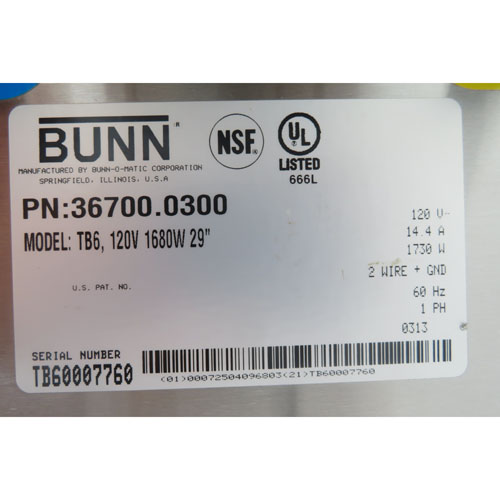 BUNN®
MANUFACTURED BY BUNN-O-MATIC CORPORATION
SPRINGFIELD, ILLINOIS, U.S.A
NSF®
UL
LISTED
666L
PN:36700.0300
MODEL: TB6, 120V 1680W 29"
U.S. PAT. NO.
120 V~
14.4 A
1730 W
2 WIRE + GND
60 Hz
1 PH
0313
SERIAL NUMBER
TB60007760
(01)00072504096803(21)TB60007760